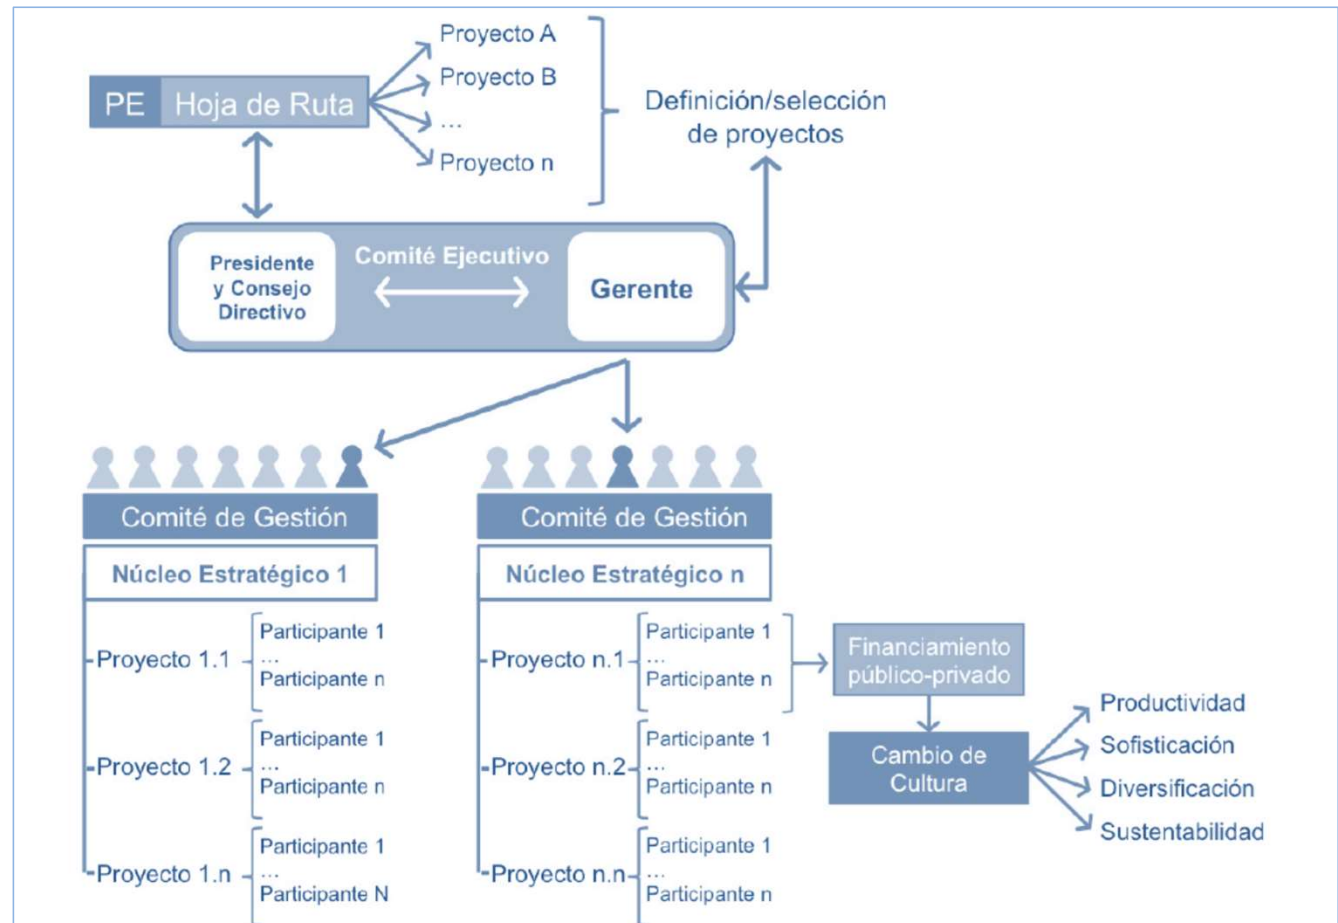 Proyecto A
PE Hoja de Ruta
Proyecto B
...
Proyecto n
Definición/selección
de proyectos
Comité Ejecutivo
Presidente
y Consejo
Directivo
Gerente
Comité de Gestión
Núcleo Estratégico 1
Proyecto 1.1
Participante 1
...
Participante n
Proyecto 1.2
Participante 1
...
Participante n
Proyecto 1.n
Participante 1
...
Participante N
Comité de Gestión
Núcleo Estratégico n
Proyecto n.1
Participante 1
...
Participante n
Proyecto n.2
Participante 1
...
Participante n
Proyecto n.n
Participante 1
...
Participante n
Financiamiento
público-privado
Cambio de
Cultura
Productividad
Sofisticación
Diversificación
Sustentabilidad